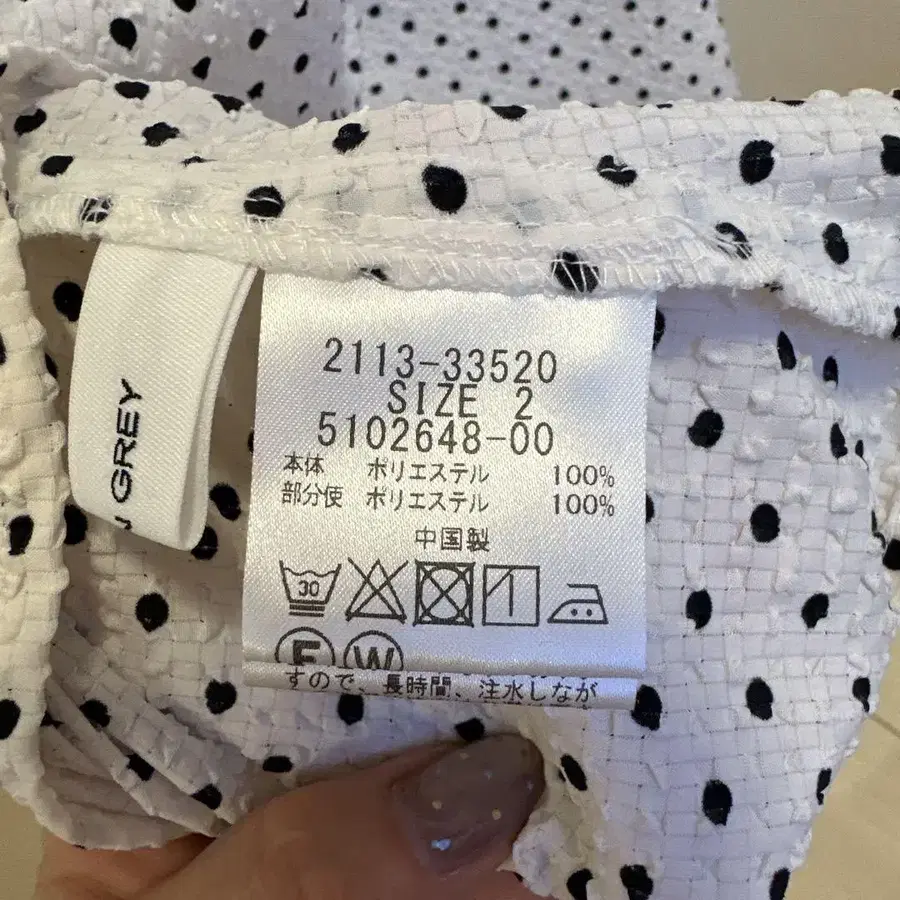 GREY
2113-33520
SIZE 2
5102648-00
本体 ポリエステル 100%
部分使 ポリエステル 100%
中国製
30
F W
すので、長時間、注水しなが